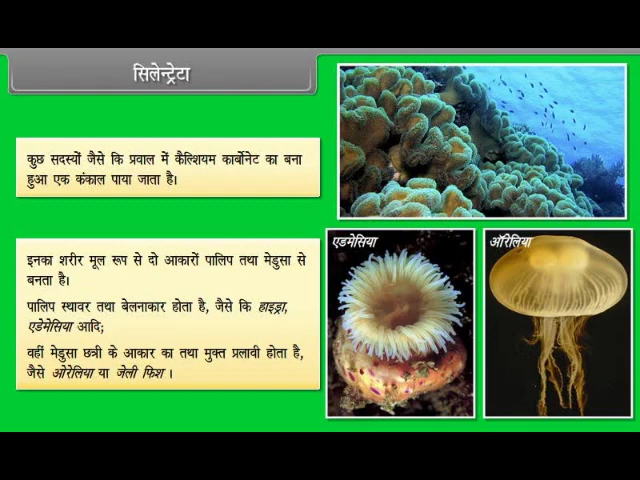 सिलेन्ट्रेटा
कुछ सदस्यों जैसे कि प्रवाल में कैल्शियम कार्बोनेट का बना
हुआ एक कंकाल पाया जाता है।
इनका शरीर मूल रूप से दो आकारों पालिप तथा मेडुसा से
बनता है।
पालिप स्थावर तथा बेलनाकार होता है, जैसे कि हाइड्रा,
एडेमेसिया आदि;
वहीं मेडुसा छत्री के आकार का तथा मुक्त प्रलावी होता है,
जैसे ओरेलिया या जेली फिश ।
एडमेसिया
ऑरेलिया